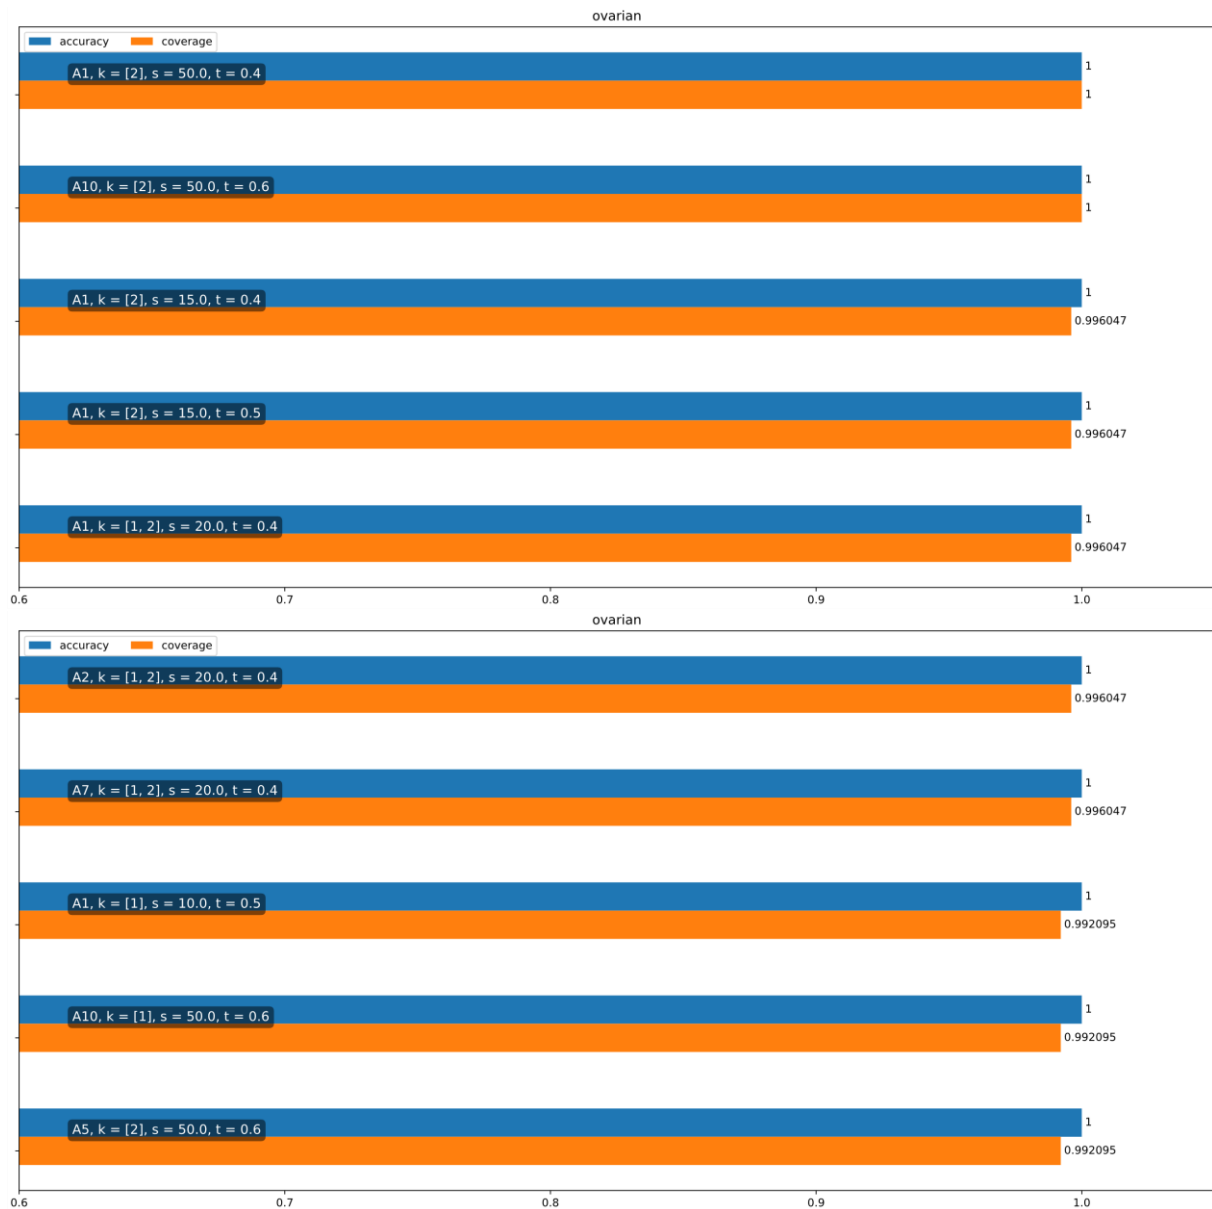 ovarian
accuracy coverage
A1, k = [2], s = 50.0, t = 0.4
1
1
A10, k = [2], s = 50.0, t = 0.6
1
1
A1, k = [2], s = 15.0, t = 0.4
1
0.996047
A1, k = [2], s = 15.0, t = 0.5
1
0.996047
A1, k = [1, 2], s = 20.0, t = 0.4
1
0.996047
0.6 0.7 0.8 0.9 1.0
ovarian
accuracy coverage
A2, k = [1, 2], s = 20.0, t = 0.4
1
0.996047
A7, k = [1, 2], s = 20.0, t = 0.4
1
0.996047
A1, k = [1], s = 10.0, t = 0.5
1
0.992095
A10, k = [1], s = 50.0, t = 0.6
1
0.992095
A5, k = [2], s = 50.0, t = 0.6
1
0.992095
0.6 0.7 0.8 0.9 1.0